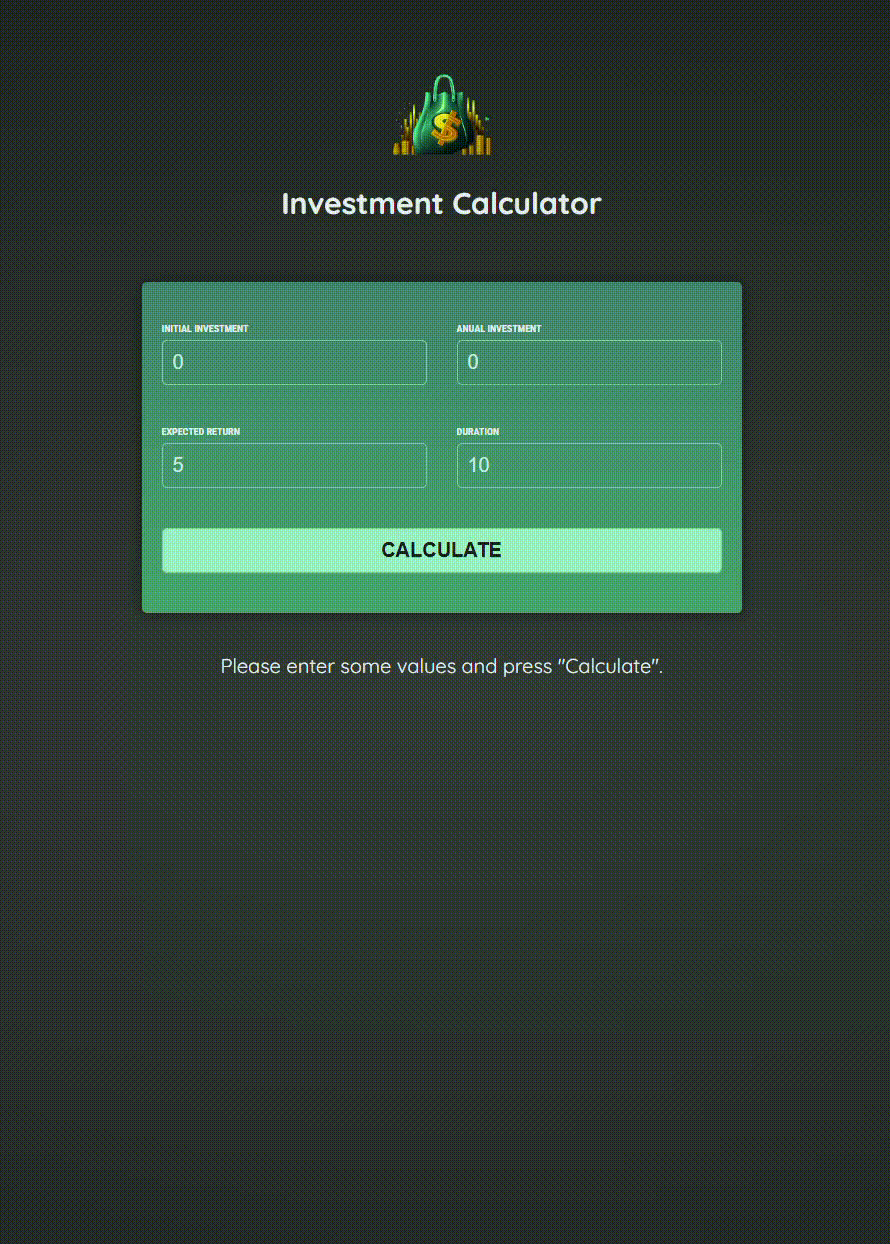 $
Investment Calculator
INITIAL INVESTMENT
ANUAL INVESTMENT
0
0
EXPECTED RETURN
DURATION
5
10
CALCULATE
Please enter some values and press "Calculate".